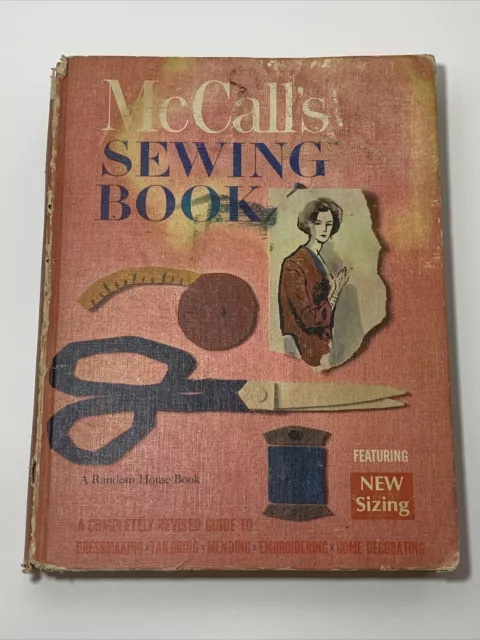 McCall's
SEWING
BOOK
FEATURING
NEW
Sizing
A Random House Book
A COMPLETELY REVISED GUIDE TO
DRESSMAKING • TAILORING • MENDING • EMBROIDERING • HOME DECORATING